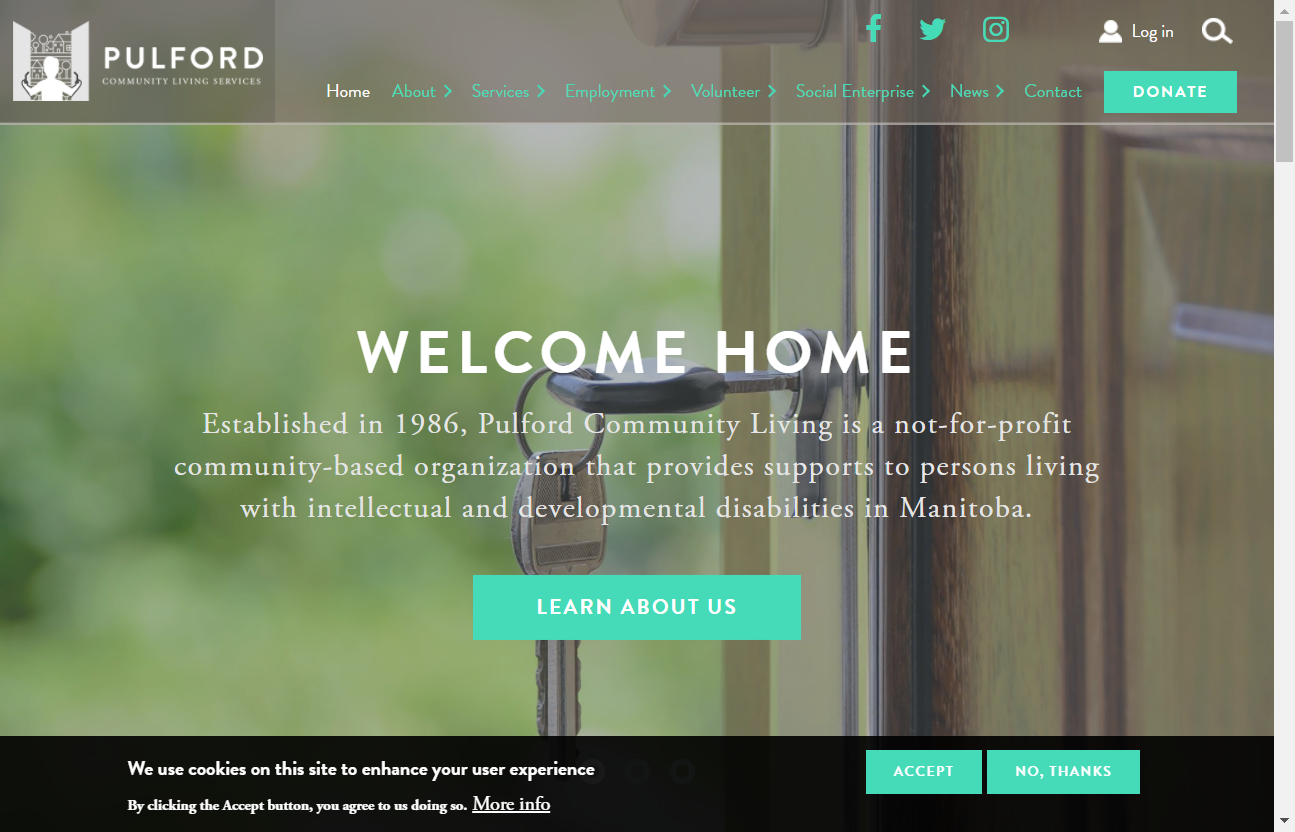 PULFORD
COMMUNITY LIVING SERVICES
Log in
Home About Services Employment Volunteer Social Enterprise News Contact DONATE
WELCOME HOME
Established in 1986, Pulford Community Living is a not-for-profit
community-based organization that provides supports to persons living
with intellectual and developmental disabilities in Manitoba.
LEARN ABOUT US
We use cookies on this site to enhance your user experience
By clicking the Accept button, you agree to us doing so. More info
ACCEPT NO, THANKS